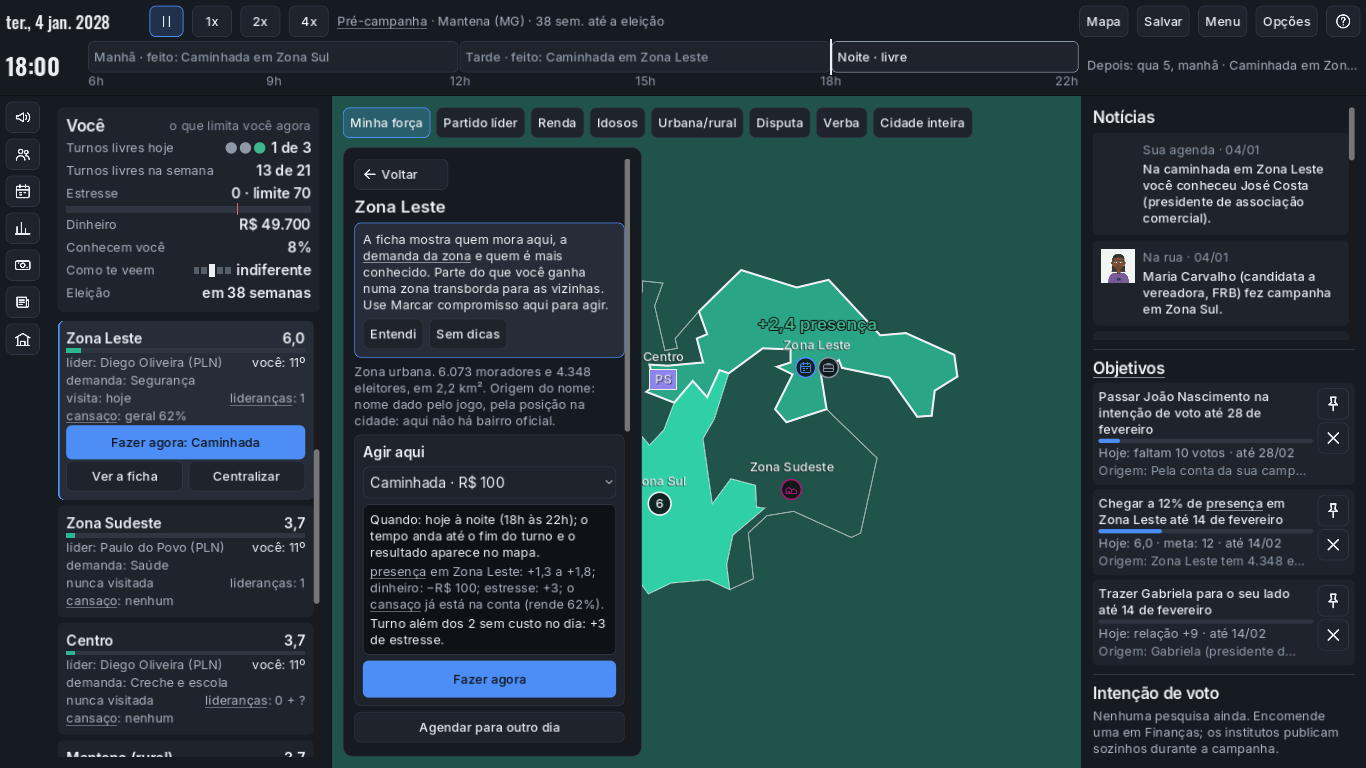 ter., 4 jan. 2028
1x
2x
4x
Pré-campanha · Mantena (MG) · 38 sem. até a eleição
Mapa
Salvar
Menu
Opções
18:00
Manhã · feito: Caminhada em Zona Sul
Tarde · feito: Caminhada em Zona Leste
Noite · livre
Depois: qua 5, manhã · Caminhada em Zon...
6h
9h
12h
15h
18h
22h
Você
o que limita você agora
Turnos livres hoje
1 de 3
Turnos livres na semana
13 de 21
Estresse
0 · limite 70
Dinheiro
R$ 49.700
Conhecem você
8%
Como te veem
indiferente
Eleição
em 38 semanas
Zona Leste
6,0
líder: Diego Oliveira (PLN)
você: 11º
demanda: Segurança
visita: hoje
lideranças: 1
cansaço: geral 62%
Fazer agora: Caminhada
Ver a ficha
Centralizar
Zona Sudeste
3,7
líder: Paulo do Povo (PLN)
você: 11º
demanda: Saúde
nunca visitada
lideranças: 1
cansaço: nenhum
Centro
3,7
líder: Diego Oliveira (PLN)
você: 11º
demanda: Creche e escola
nunca visitada
lideranças: 0 + ?
cansaço: nenhum
Mantena (rural)
3,7
Minha força
Partido líder
Renda
Idosos
Urbana/rural
Disputa
Verba
Cidade inteira
Voltar
Zona Leste
A ficha mostra quem mora aqui, a
demanda da zona e quem é mais
conhecido. Parte do que você ganha
numa zona transborda para as vizinhas.
Use Marcar compromisso aqui para agir.
Entendi
Sem dicas
Zona urbana. 6.073 moradores e 4.348
eleitores, em 2,2 km². Origem do nome:
nome dado pelo jogo, pela posição na
cidade: aqui não há bairro oficial.
Agir aqui
Caminhada · R$ 100
Quando: hoje à noite (18h às 22h); o
tempo anda até o fim do turno e o
resultado aparece no mapa.
presença em Zona Leste: +1,3 a +1,8;
dinheiro: −R$ 100; estresse: +3; o
cansaço já está na conta (rende 62%).
Turno além dos 2 sem custo no dia: +3
de estresse.
Fazer agora
Agendar para outro dia
+2,4 presença
Zona Leste
Centro
PS
Zona Sudeste
ona Sul
6
Notícias
Sua agenda · 04/01
Na caminhada em Zona Leste
você conheceu José Costa
(presidente de associação
comercial).
Na rua · 04/01
Maria Carvalho (candidata a
vereadora, FRB) fez campanha
em Zona Sul.
Objetivos
Passar João Nascimento na
intenção de voto até 28 de
fevereiro
Hoje: faltam 10 votos · até 28/02
Origem: Pela conta da sua camp...
Chegar a 12% de presença em
Zona Leste até 14 de fevereiro
Hoje: 6,0 · meta: 12 · até 14/02
Origem: Zona Leste tem 4.348 e...
Trazer Gabriela para o seu lado
até 14 de fevereiro
Hoje: relação +9 · até 14/02
Origem: Gabriela (presidente d...
Intenção de voto
Nenhuma pesquisa ainda. Encomende
uma em Finanças; os institutos publicam
sozinhos durante a campanha.